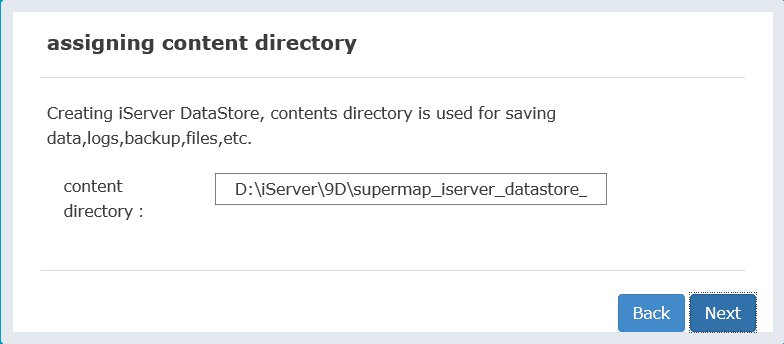 assigning content directory
Creating iServer DataStore, contents directory is used for saving
data,logs,backup,files,etc.
content
directory :
D:\iServer\9D\supermap_iserver_datastore_
Back
Next